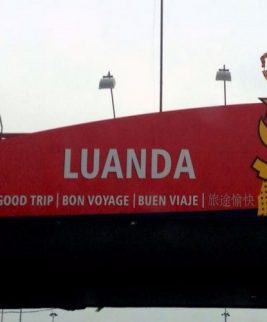 LUANDA
GOOD TRIP | BON VOYAGE | BUEN VIAJE | 旅途愉快